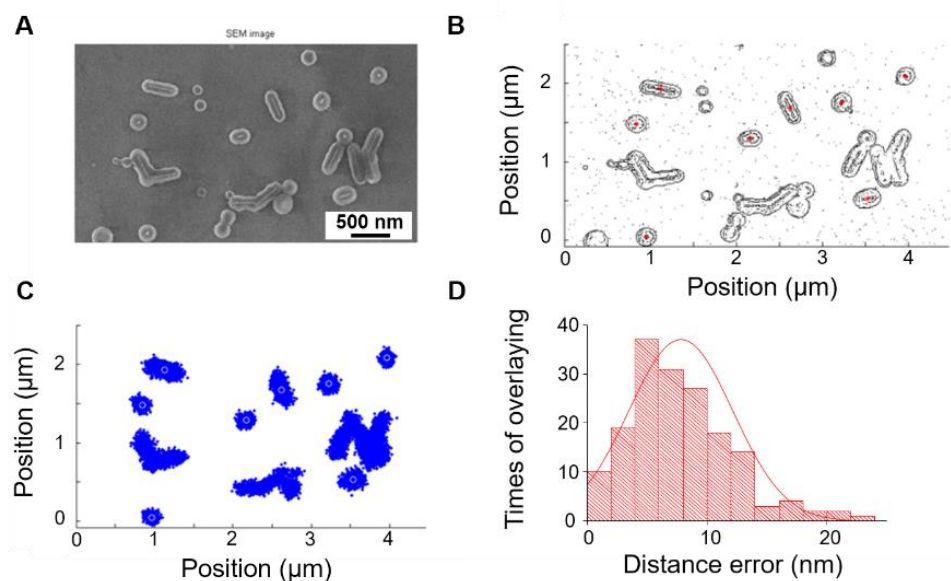 A
SEM image
500 nm
B
Position (µm)
2
1
0
0 1 2 3 4
Position (µm)
C
Position (µm)
2
1
0
0 1 2 3 4
Position (µm)
D
Times of overlaying
40
30
20
10
0
0 10 20
Distance error (nm)